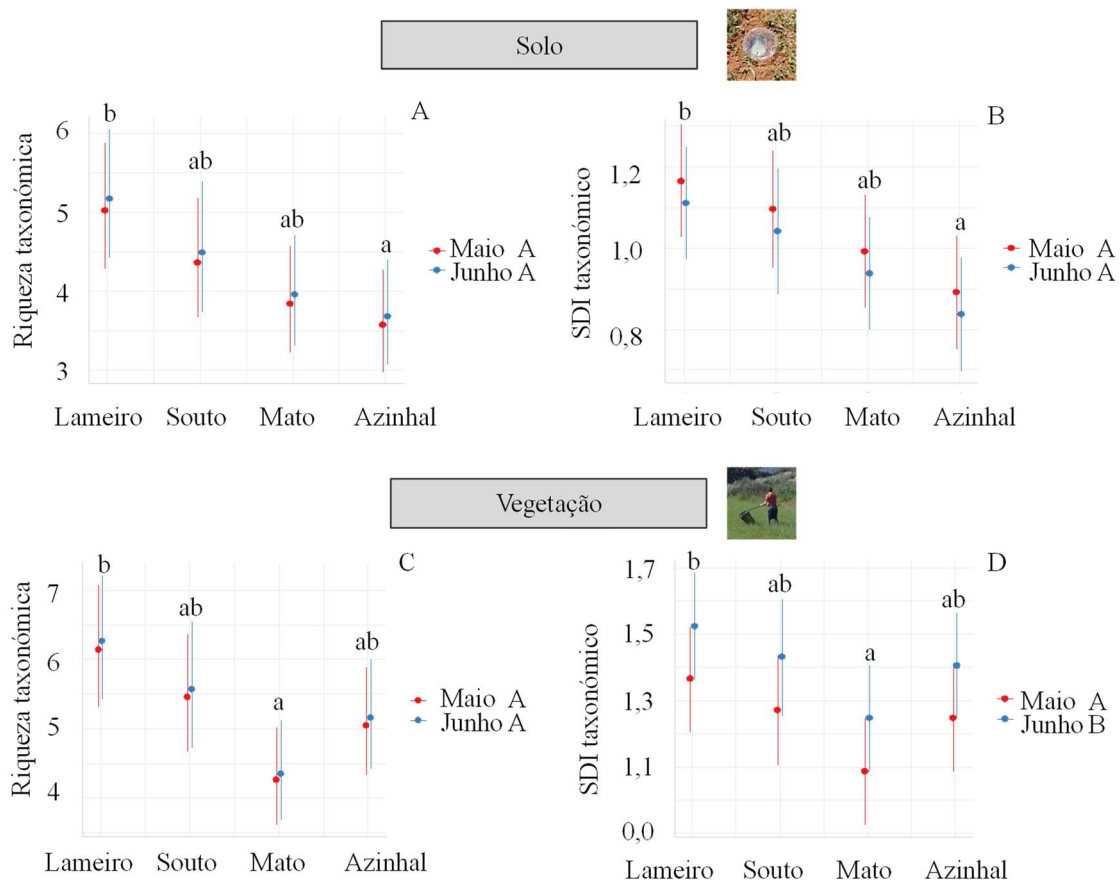 Solo
A
b
ab
ab
a
Riqueza taxonómica
6
5
4
3
Lameiro Souto Mato Azinhal
Maio A
Junho A
B
b
ab
ab
a
SDI taxonómico
1,2
1,0
0,8
Lameiro Souto Mato Azinhal
Maio A
Junho A
Vegetação
C
b
ab
a
ab
Riqueza taxonómica
7
6
5
4
Lameiro Souto Mato Azinhal
Maio A
Junho A
D
b
ab
a
ab
SDI taxonómico
1,7
1,5
1,3
1,1
0,0
Lameiro Souto Mato Azinhal
Maio A
Junho B